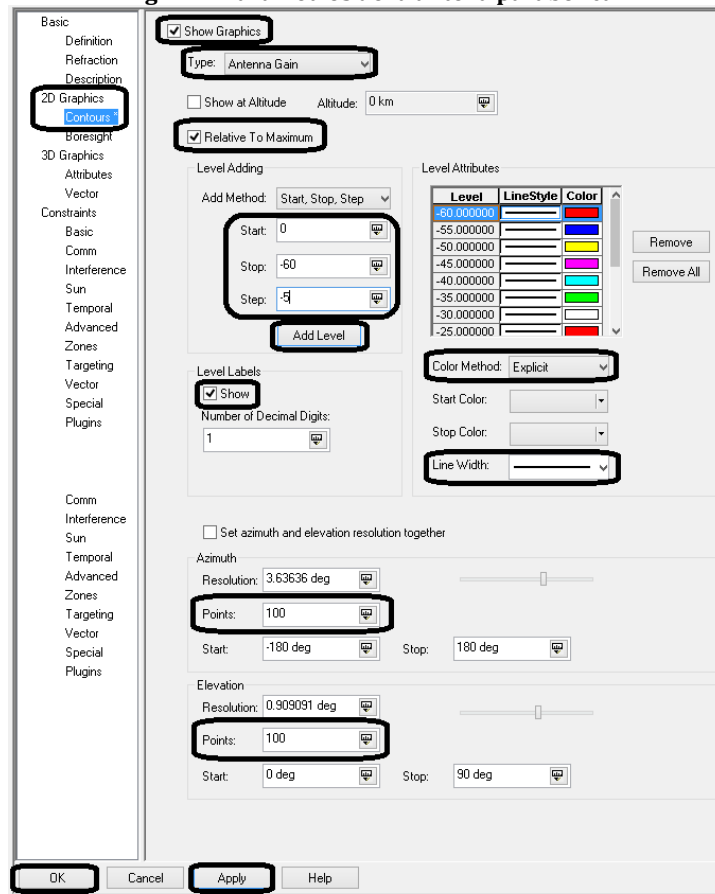 Basic
Definition
Refraction
Description
2D Graphics
Contours *
Boresight
3D Graphics
Attributes
Vector
Constraints
Basic
Comm
Interference
Sun
Temporal
Advanced
Zones
Targeting
Vector
Special
Plugins
Comm
Interference
Sun
Temporal
Advanced
Zones
Targeting
Vector
Special
Plugins
Show Graphics
Type: Antenna Gain
Show at Altitude Altitude: 0 km
Relative To Maximum
Level Adding
Add Method: Start, Stop, Step
Start: 0
Stop: -60
Step: -5
Add Level
Level Attributes
Level LineStyle Color
-60.000000
-55.000000
-50.000000
-45.000000
-40.000000
-35.000000
-30.000000
-25.000000
Remove
Remove All
Level Labels
Show
Number of Decimal Digits:
1
Color Method: Explicit
Start Color:
Stop Color:
Line Width:
Set azimuth and elevation resolution together
Azimuth
Resolution: 3.63636 deg
Points: 100
Start: -180 deg Stop: 180 deg
Elevation
Resolution: 0.909091 deg
Points: 100
Start: 0 deg Stop: 90 deg
OK Cancel Apply Help